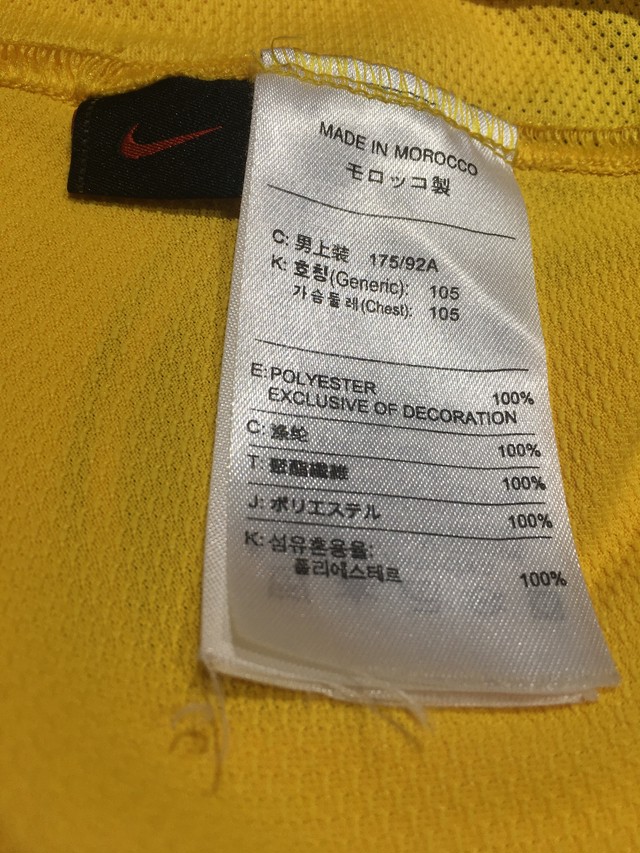 MADE IN MOROCCO
モロッコ製
C: 男上装 175/92A
K: 호칭(Generic): 105
가슴둘레(Chest): 105
E: POLYESTER 100%
EXCLUSIVE OF DECORATION
C: 涤纶 100%
T: 聚酯纖維 100%
J: ポリエステル 100%
K: 섬유혼용율:
폴리에스테르 100%